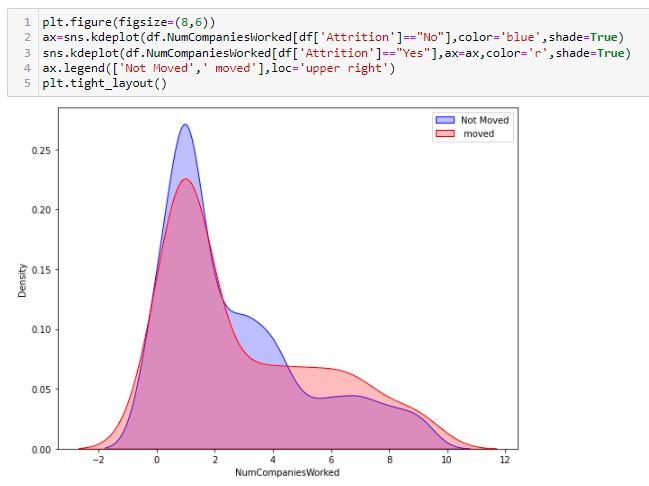 1 plt.figure(figsize=(8,6))
2 ax=sns.kdeplot(df.NumCompaniesWorked[df['Attrition']=="No"],color='blue',shade=True)
3 sns.kdeplot(df.NumCompaniesWorked[df['Attrition']=="Yes"],ax=ax,color='r',shade=True)
4 ax.legend(['Not Moved',' moved'],loc='upper right')
5 plt.tight_layout()
Not Moved
moved
0.25
0.20
0.15
0.10
0.05
0.00
Density
−2 0 2 4 6 8 10 12
NumCompaniesWorked